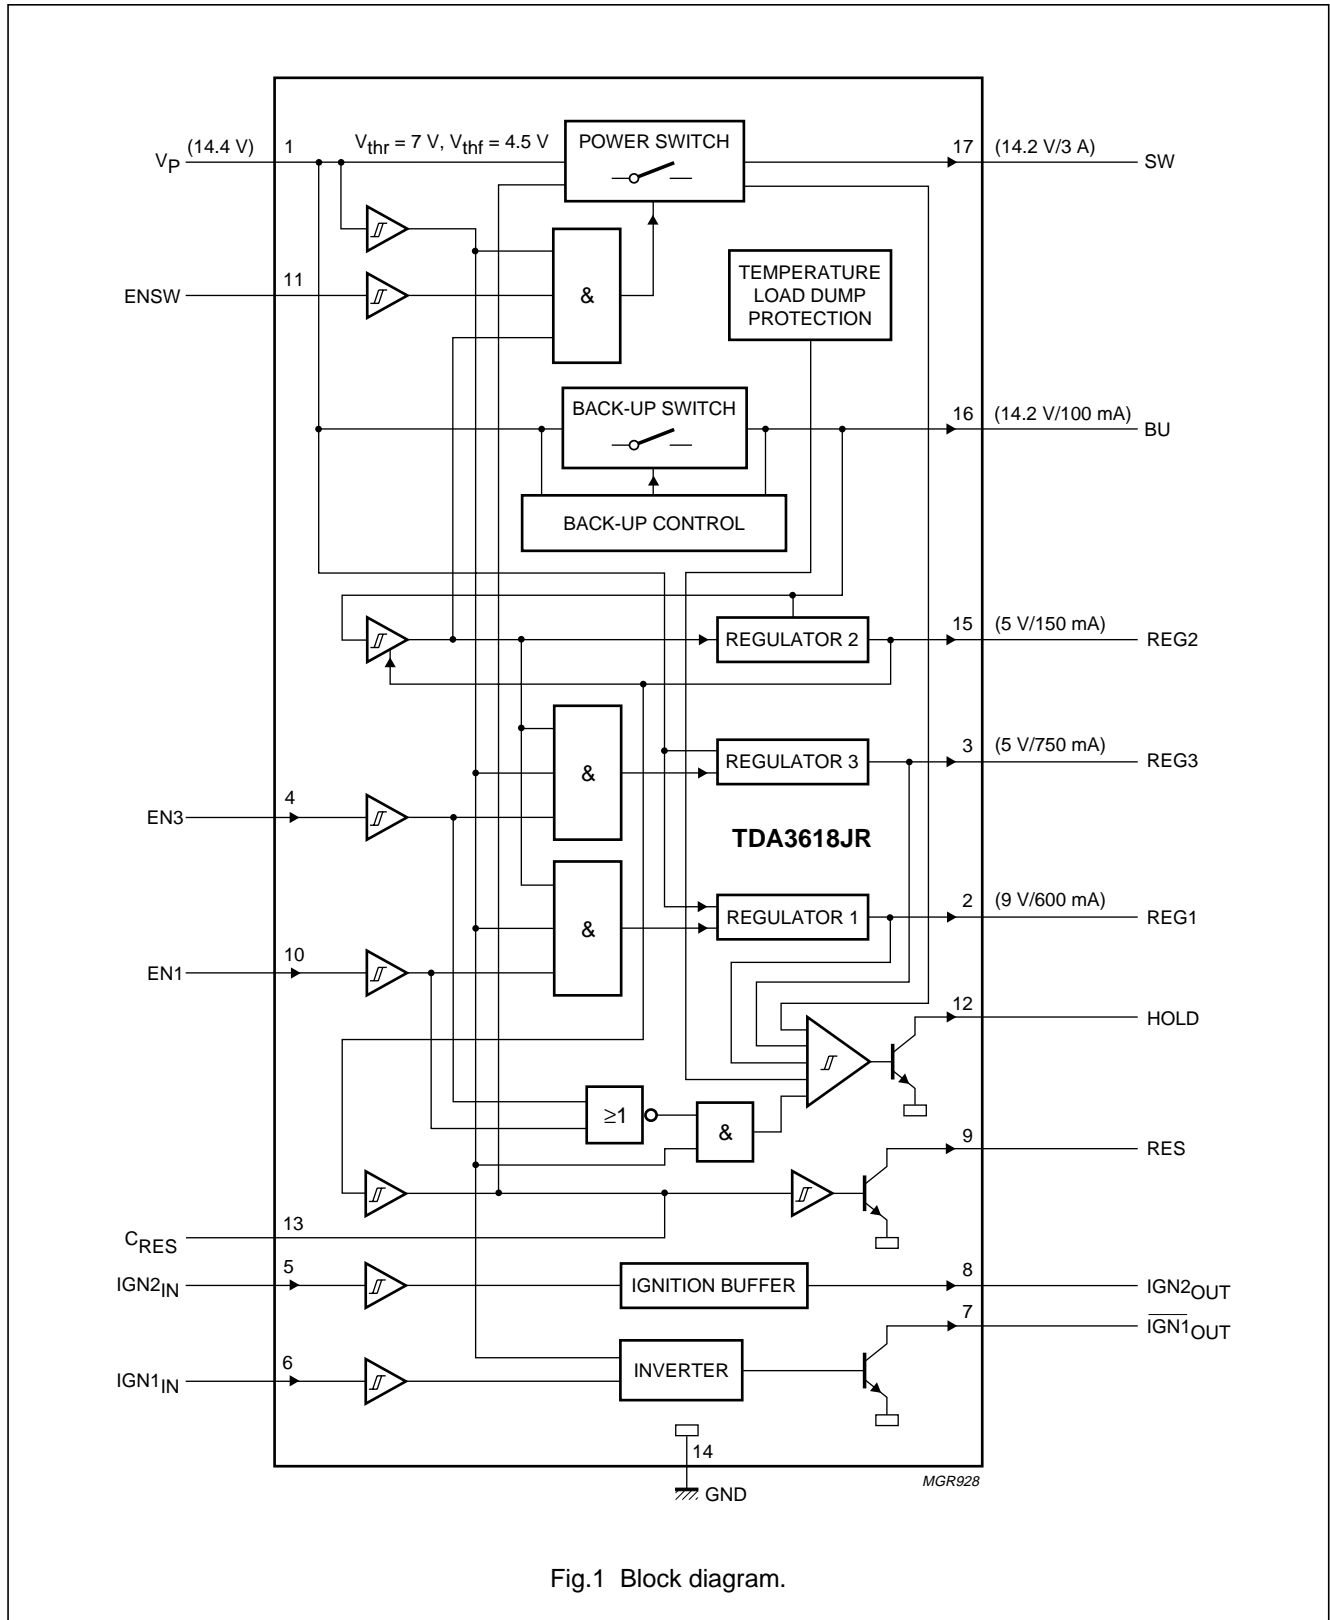 V_P (14.4 V) 1
V_thr = 7 V, V_thf = 4.5 V
POWER SWITCH
17 (14.2 V/3 A) SW
ENSW 11
&
TEMPERATURE
LOAD DUMP
PROTECTION
BACK-UP SWITCH
16 (14.2 V/100 mA) BU
BACK-UP CONTROL
REGULATOR 2
15 (5 V/150 mA) REG2
&
REGULATOR 3
3 (5 V/750 mA) REG3
EN3 4
TDA3618JR
&
REGULATOR 1
2 (9 V/600 mA) REG1
EN1 10
12 HOLD
≥1
&
9 RES
C_RES 13
IGN2_IN 5
IGNITION BUFFER
8 IGN2_OUT
7 I̅G̅N̅1̅_OUT
IGN1_IN 6
INVERTER
14
GND
MGR928
Fig.1 Block diagram.